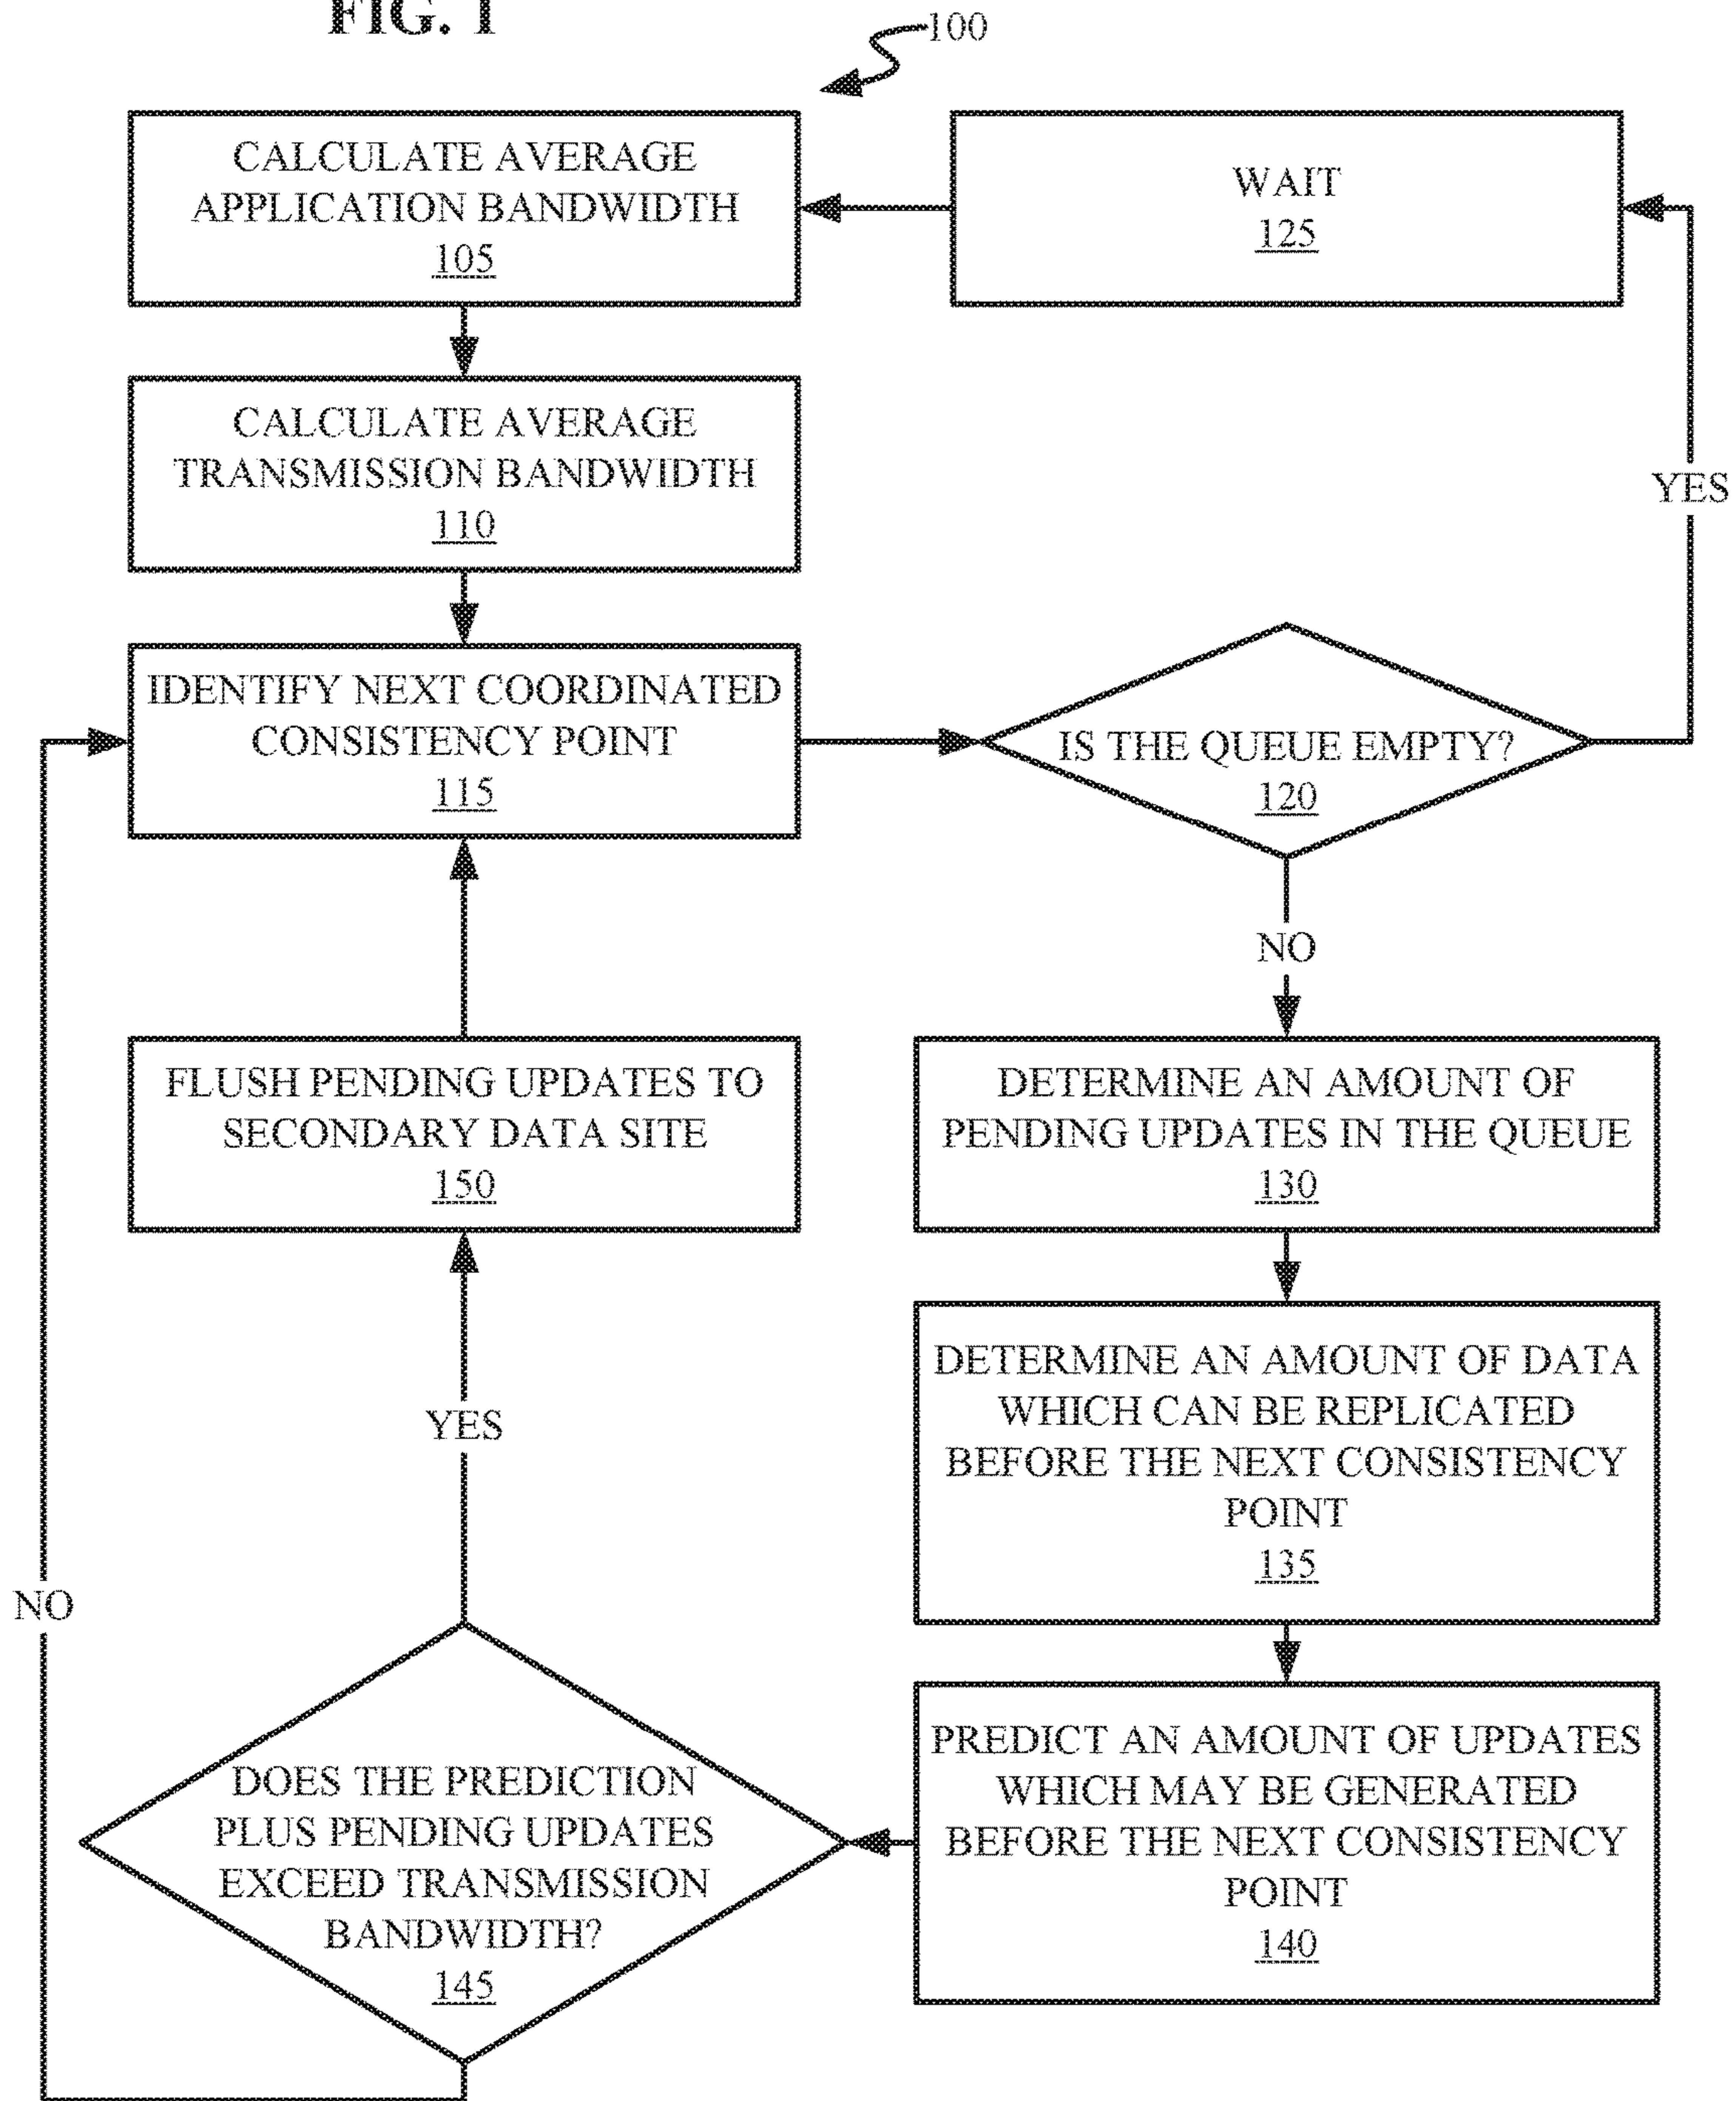 FIG. 1
100
CALCULATE AVERAGE
APPLICATION BANDWIDTH
105
WAIT
125
CALCULATE AVERAGE
TRANSMISSION BANDWIDTH
110
YES
IDENTIFY NEXT COORDINATED
CONSISTENCY POINT
115
IS THE QUEUE EMPTY?
120
NO
FLUSH PENDING UPDATES TO
SECONDARY DATA SITE
150
DETERMINE AN AMOUNT OF
PENDING UPDATES IN THE QUEUE
130
YES
DETERMINE AN AMOUNT OF DATA
WHICH CAN BE REPLICATED
BEFORE THE NEXT CONSISTENCY
POINT
135
NO
DOES THE PREDICTION
PLUS PENDING UPDATES
EXCEED TRANSMISSION
BANDWIDTH?
145
PREDICT AN AMOUNT OF UPDATES
WHICH MAY BE GENERATED
BEFORE THE NEXT CONSISTENCY
POINT
140